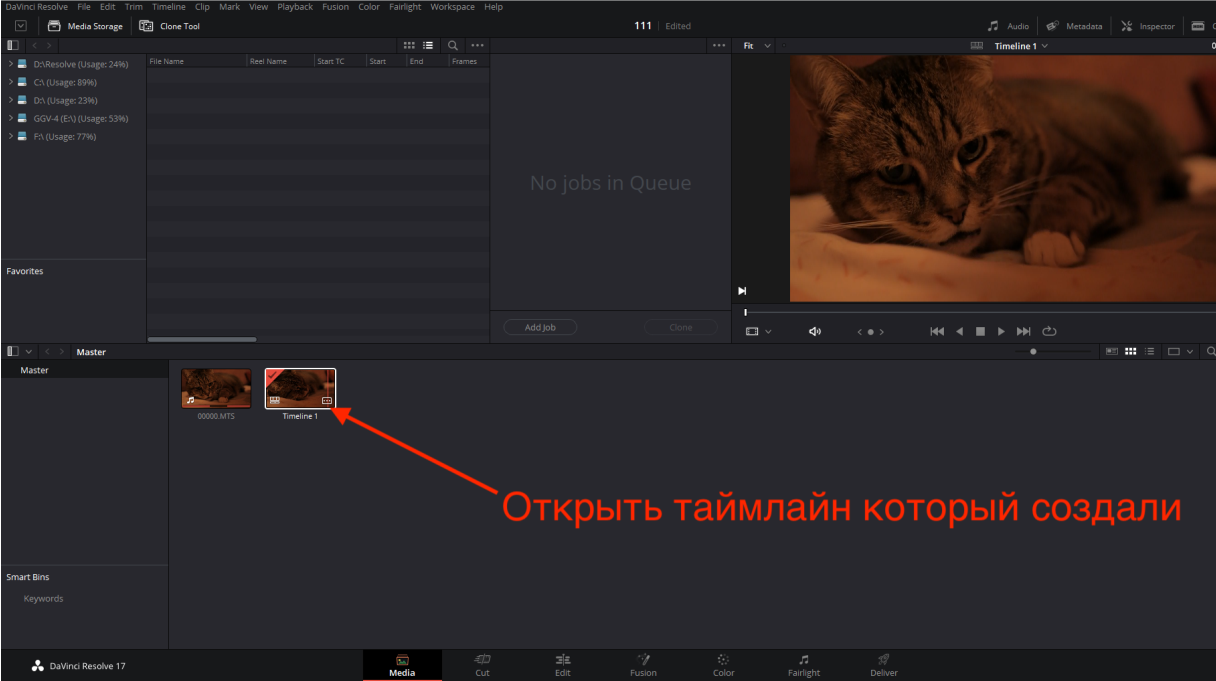 DaVinci Resolve File Edit Trim Timeline Clip Mark View Playback Fusion Color Fairlight Workspace Help
Media Storage Clone Tool 111 Edited Audio Metadata Inspector
Fit Timeline 1
File Name Reel Name Start TC Start End Frames
D:\Resolve (Usage: 24%)
C:\ (Usage: 89%)
D:\ (Usage: 23%)
GGV-4 (E:\) (Usage: 53%)
F:\ (Usage: 77%)
No jobs in Queue
Favorites
Add Job Clone
Master
Master
00000.MTS Timeline 1
Открыть таймлайн который создали
Smart Bins
Keywords
DaVinci Resolve 17 Media Cut Edit Fusion Color Fairlight Deliver